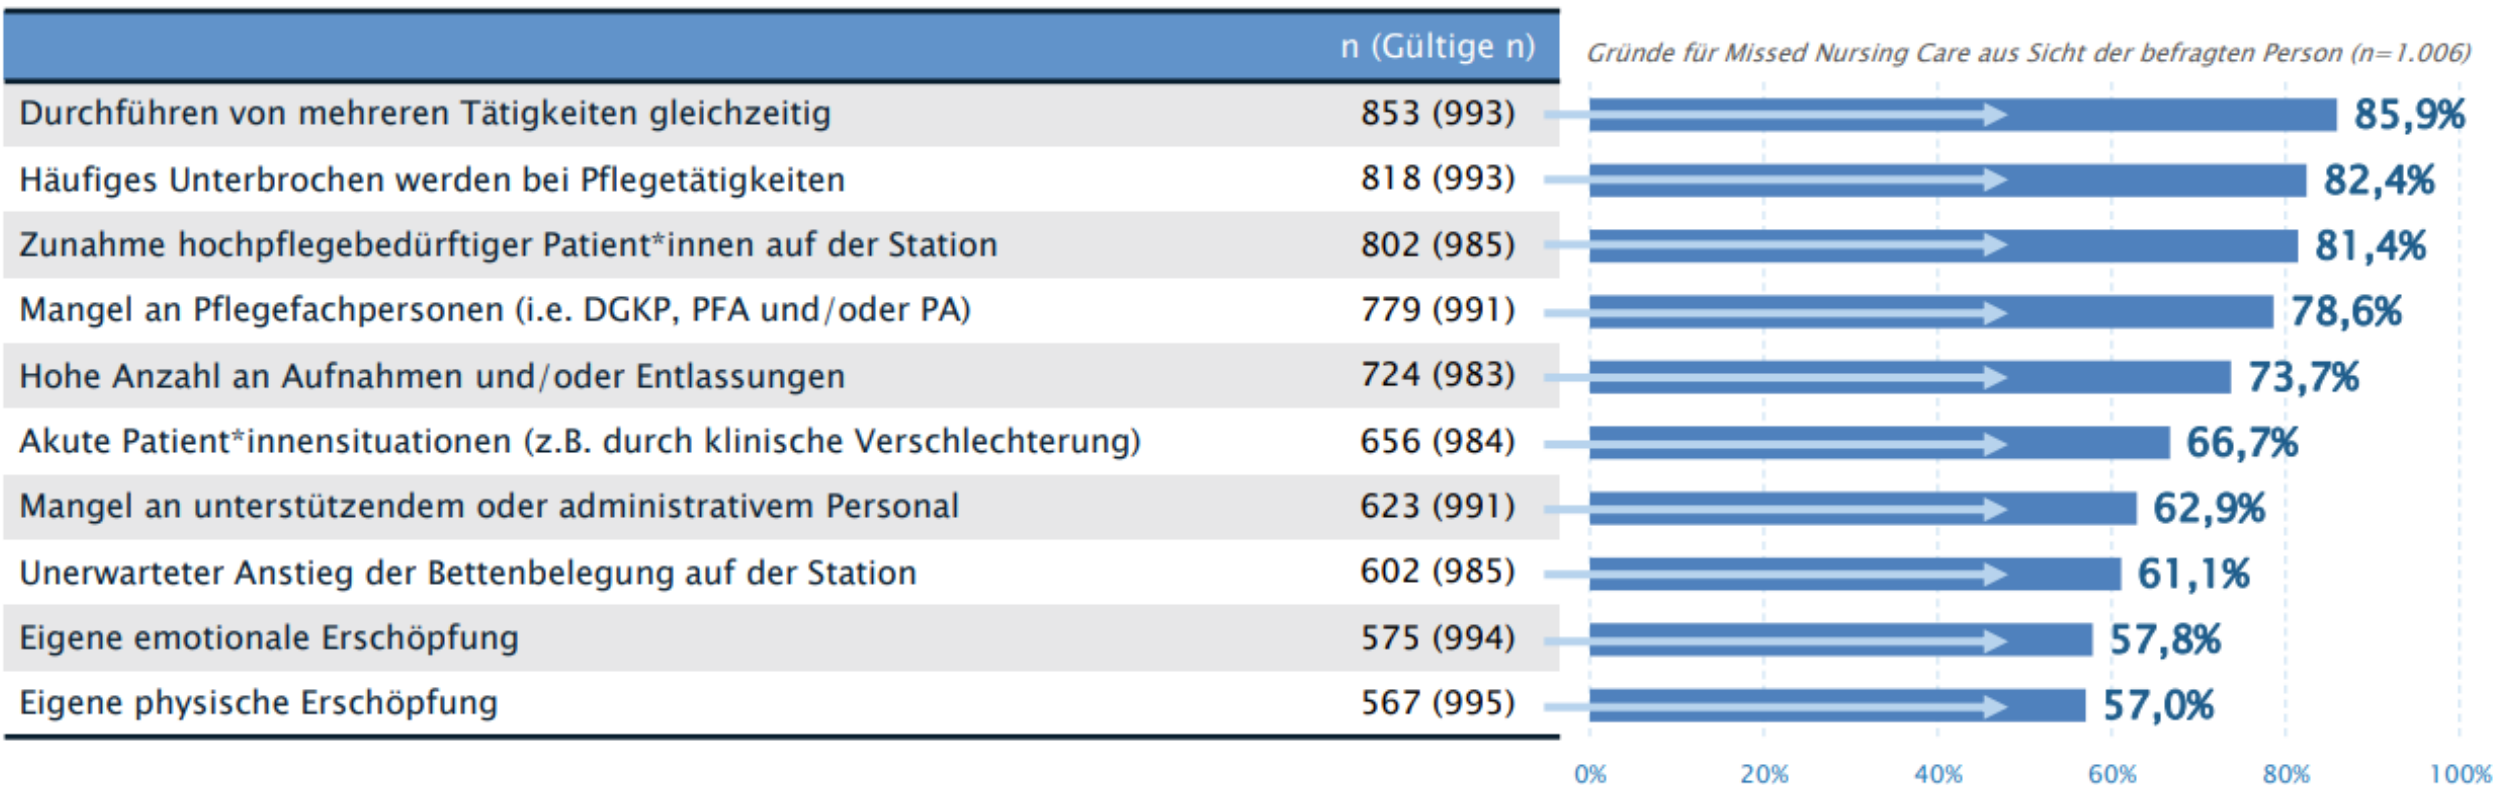 n (Gültige n)
Gründe für Missed Nursing Care aus Sicht der befragten Person (n=1.006)
Durchführen von mehreren Tätigkeiten gleichzeitig 853 (993) 85,9%
Häufiges Unterbrochen werden bei Pflegetätigkeiten 818 (993) 82,4%
Zunahme hochpflegebedürftiger Patient*innen auf der Station 802 (985) 81,4%
Mangel an Pflegefachpersonen (i.e. DGKP, PFA und/oder PA) 779 (991) 78,6%
Hohe Anzahl an Aufnahmen und/oder Entlassungen 724 (983) 73,7%
Akute Patient*innensituationen (z.B. durch klinische Verschlechterung) 656 (984) 66,7%
Mangel an unterstützendem oder administrativem Personal 623 (991) 62,9%
Unerwarteter Anstieg der Bettenbelegung auf der Station 602 (985) 61,1%
Eigene emotionale Erschöpfung 575 (994) 57,8%
Eigene physische Erschöpfung 567 (995) 57,0%
0% 20% 40% 60% 80% 100%